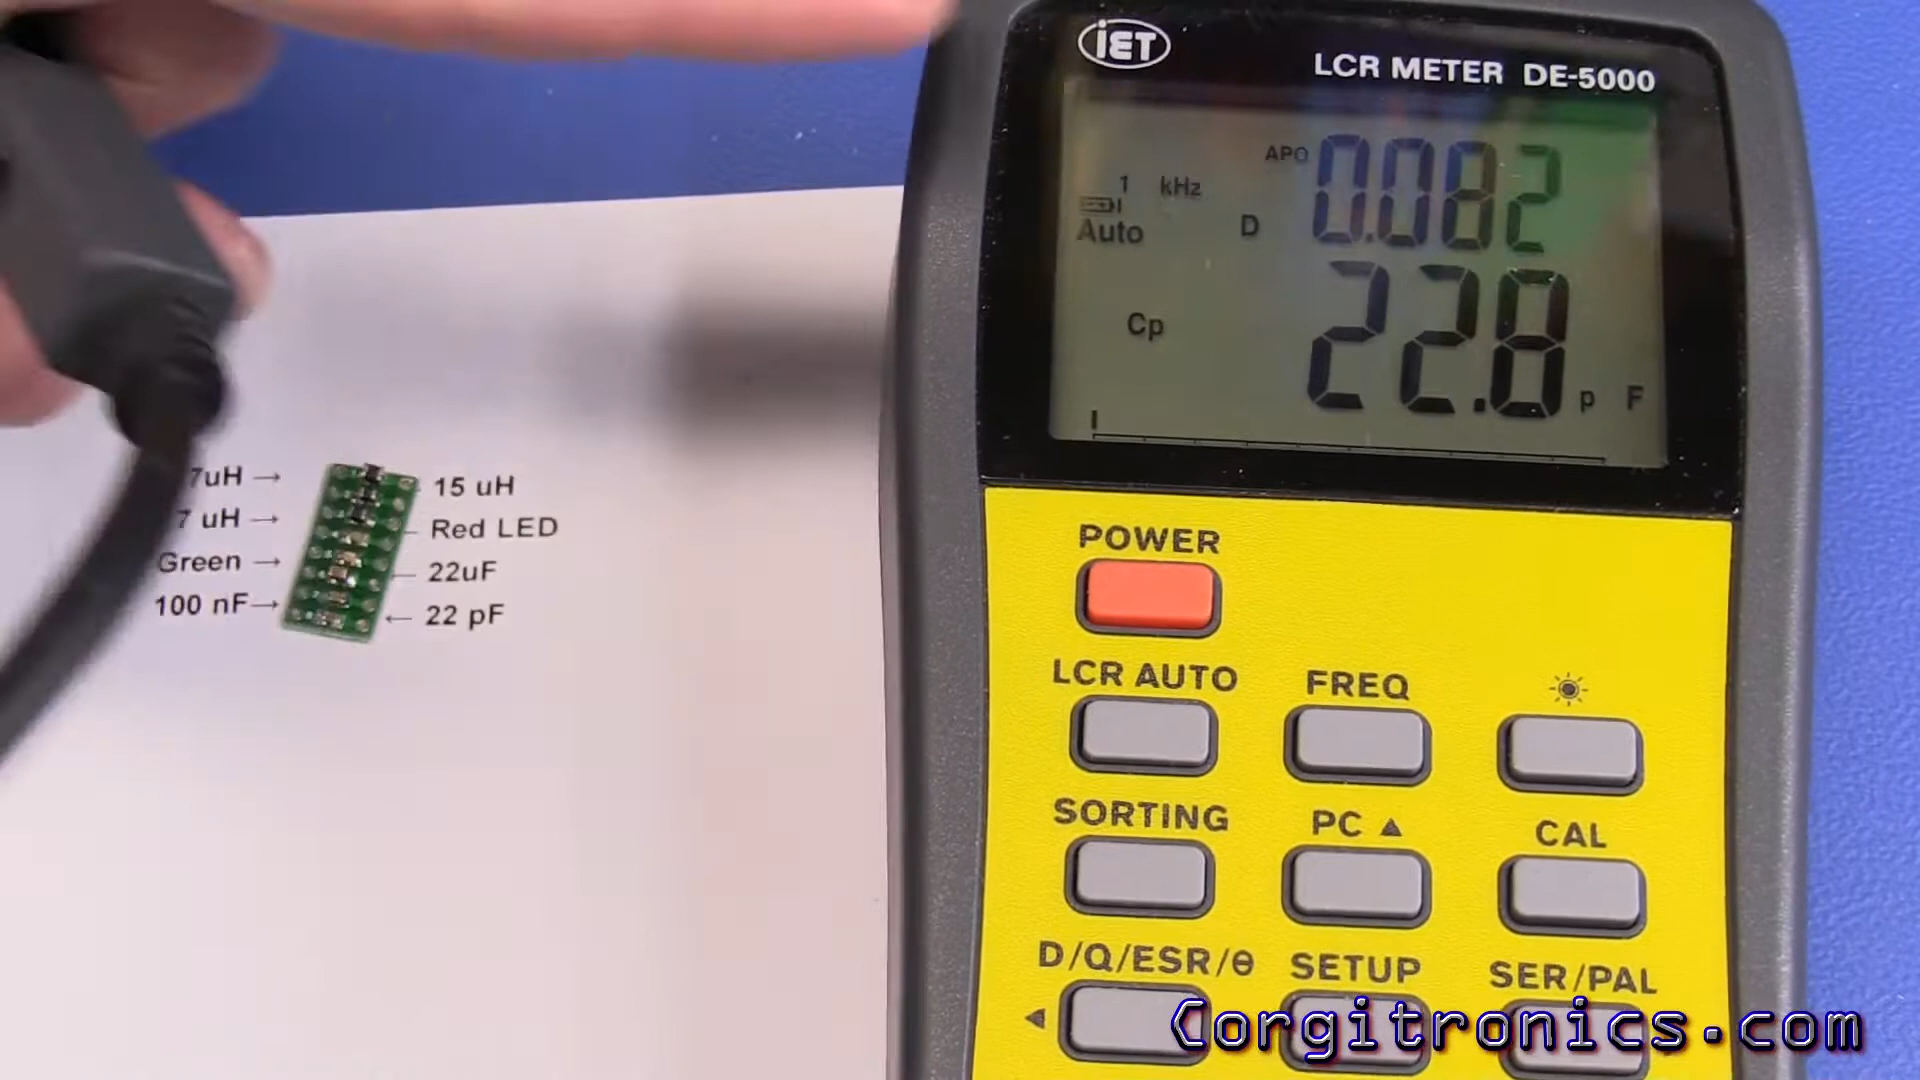 iET
LCR METER DE-5000
APO 0.082
1 kHz
Auto
D
Cp 22.8 p F
7uH → 15 uH
7 uH → Red LED
Green → 22uF
100 nF→ ← 22 pF
POWER
LCR AUTO FREQ
SORTING PC ▲ CAL
D/Q/ESR/θ SETUP SER/PAL
◄
Corgitronics.com